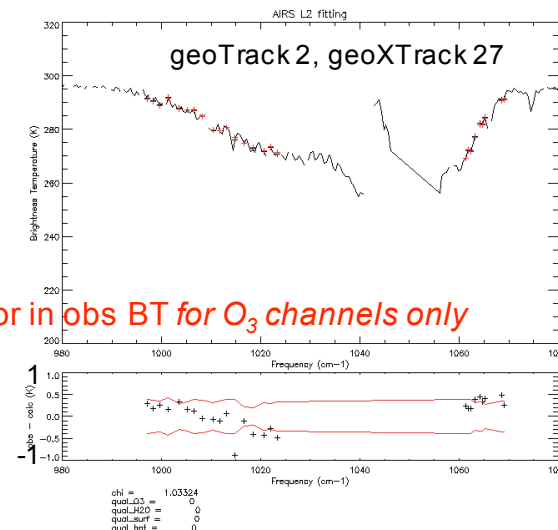 AIRS L2 fitting
geoTrack 2, geoXTrack 27
320
300
280
260
240
220
200
Brightness Temperature (K)
980 1000 1020 1040 1060
Frequency (cm-1)
or in obs BT for O3 channels only
1
-1
1.0
0.5
0.0
-0.5
-1.0
obs - calc (K)
980 1000 1020 1040 1060
Frequency (cm-1)
chi = 1.03324
qual_O3 = 0
qual_H2O = 0
qual_surf = 0
qual_bot = 0